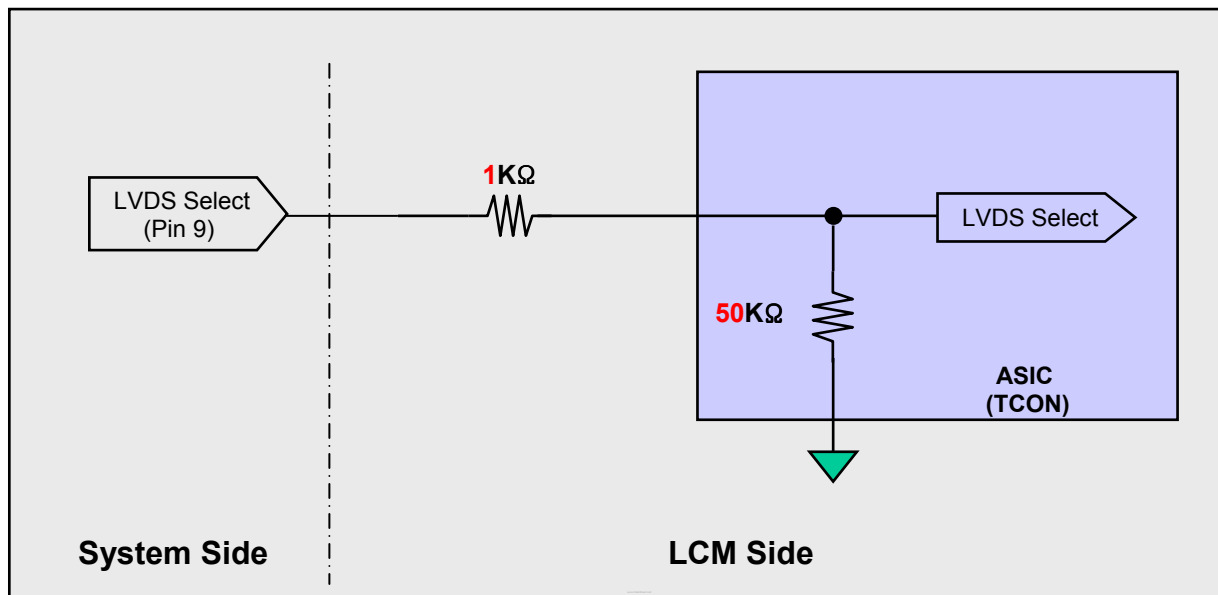 1KΩ
LVDS Select
(Pin 9)
LVDS Select
50KΩ
ASIC
(TCON)
System Side
LCM Side